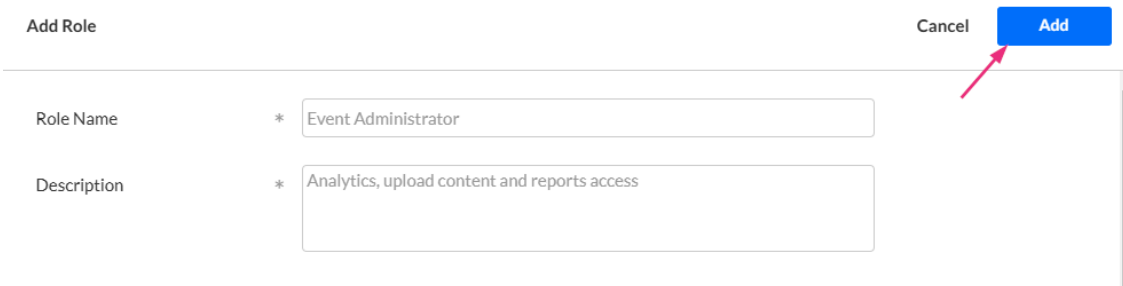 Add Role
Cancel
Add
Role Name * Event Administrator
Description * Analytics, upload content and reports access